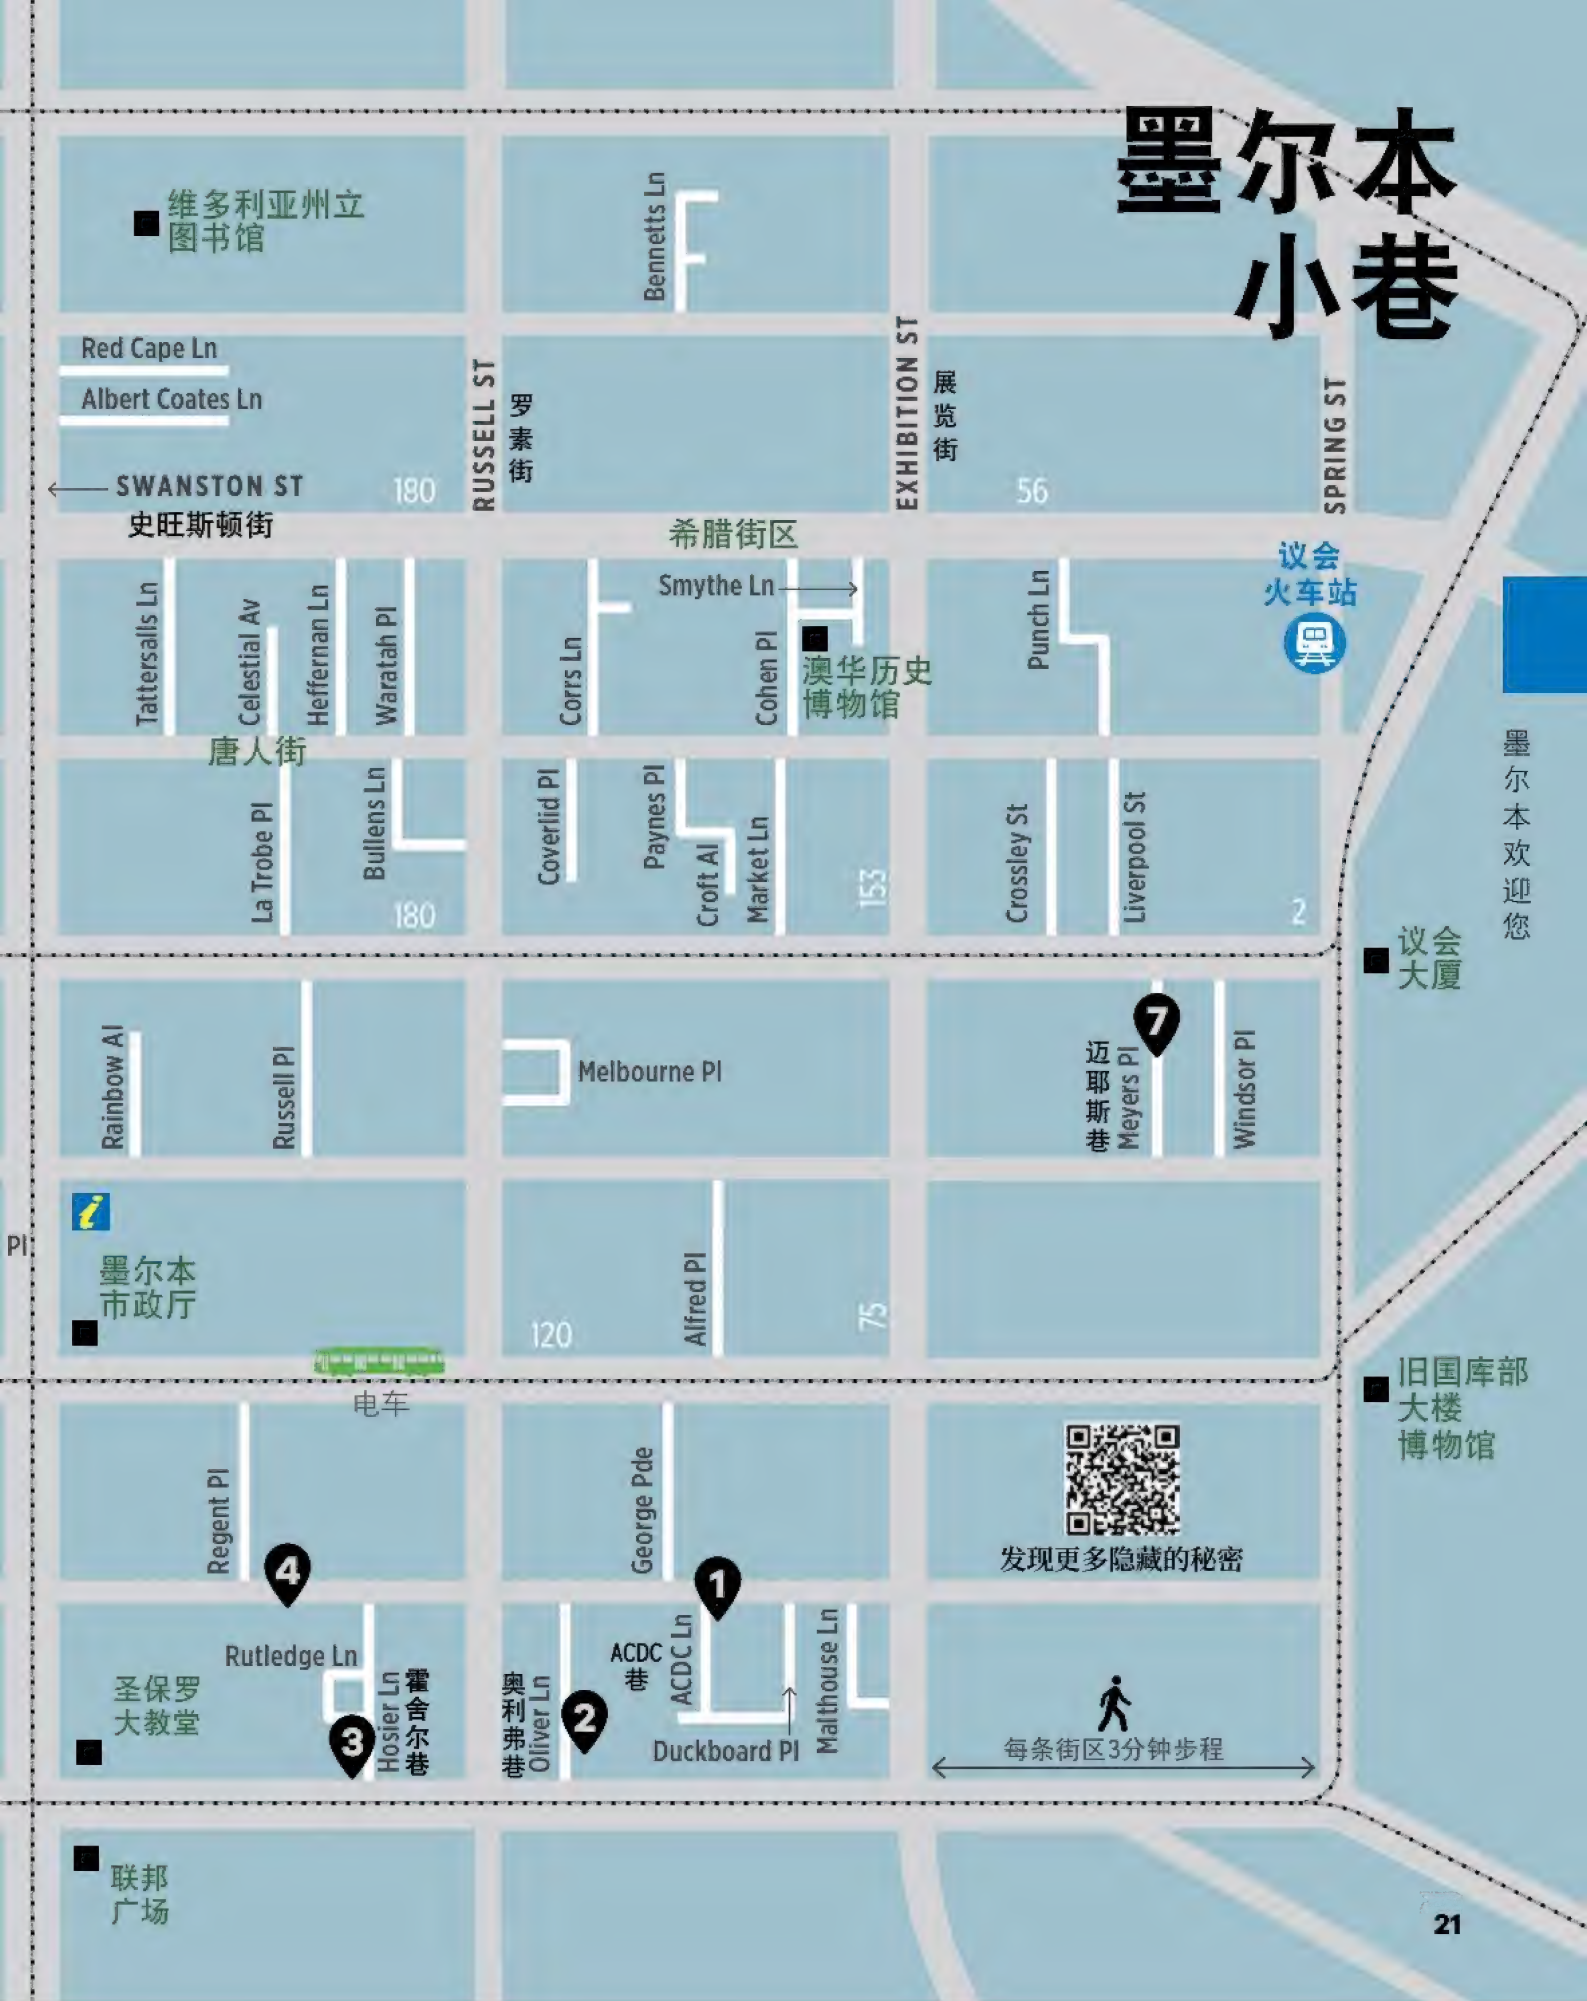 墨尔本
小巷
维多利亚州立
图书馆
Bennetts Ln
Red Cape Ln
Albert Coates Ln
SWANSTON ST
史旺斯顿街
180
RUSSELL ST
罗素街
EXHIBITION ST
展览街
56
SPRING ST
希腊街区
议会
火车站
Tattersalls Ln
Celestial Av
Heffernan Ln
Waratah Pl
Corrs Ln
Smythe Ln
Cohen Pl
澳华历史
博物馆
Punch Ln
唐人街
La Trobe Pl
Bullens Ln
180
Coverlid Pl
Paynes Pl
Croft Al
Market Ln
153
Crossley St
Liverpool St
2
墨尔本欢迎您
议会
大厦
Rainbow Al
Russell Pl
Melbourne Pl
迈耶斯巷
Meyers Pl
7
Windsor Pl
i
Pl
墨尔本
市政厅
120
Alfred Pl
75
电车
旧国库部
大楼
博物馆
Regent Pl
4
George Pde
1
发现更多隐藏的秘密
Rutledge Ln
圣保罗
大教堂
3
Hosier Ln
霍舍尔巷
奥利弗巷
Oliver Ln
2
ACDC
巷
ACDC Ln
Duckboard Pl
Malthouse Ln
每条街区3分钟步程
联邦
广场
21